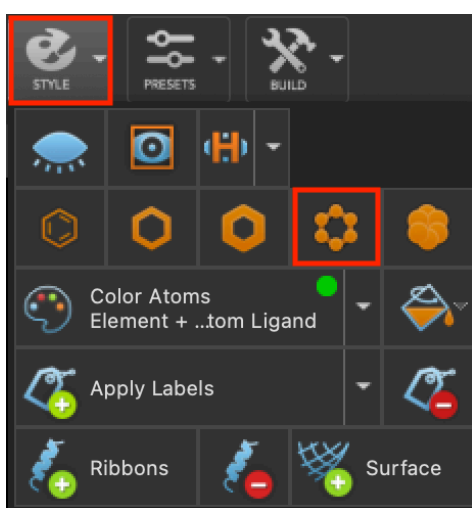 STYLE
PRESETS
BUILD
H
Color Atoms
Element + ..tom Ligand
Apply Labels
Ribbons
Surface